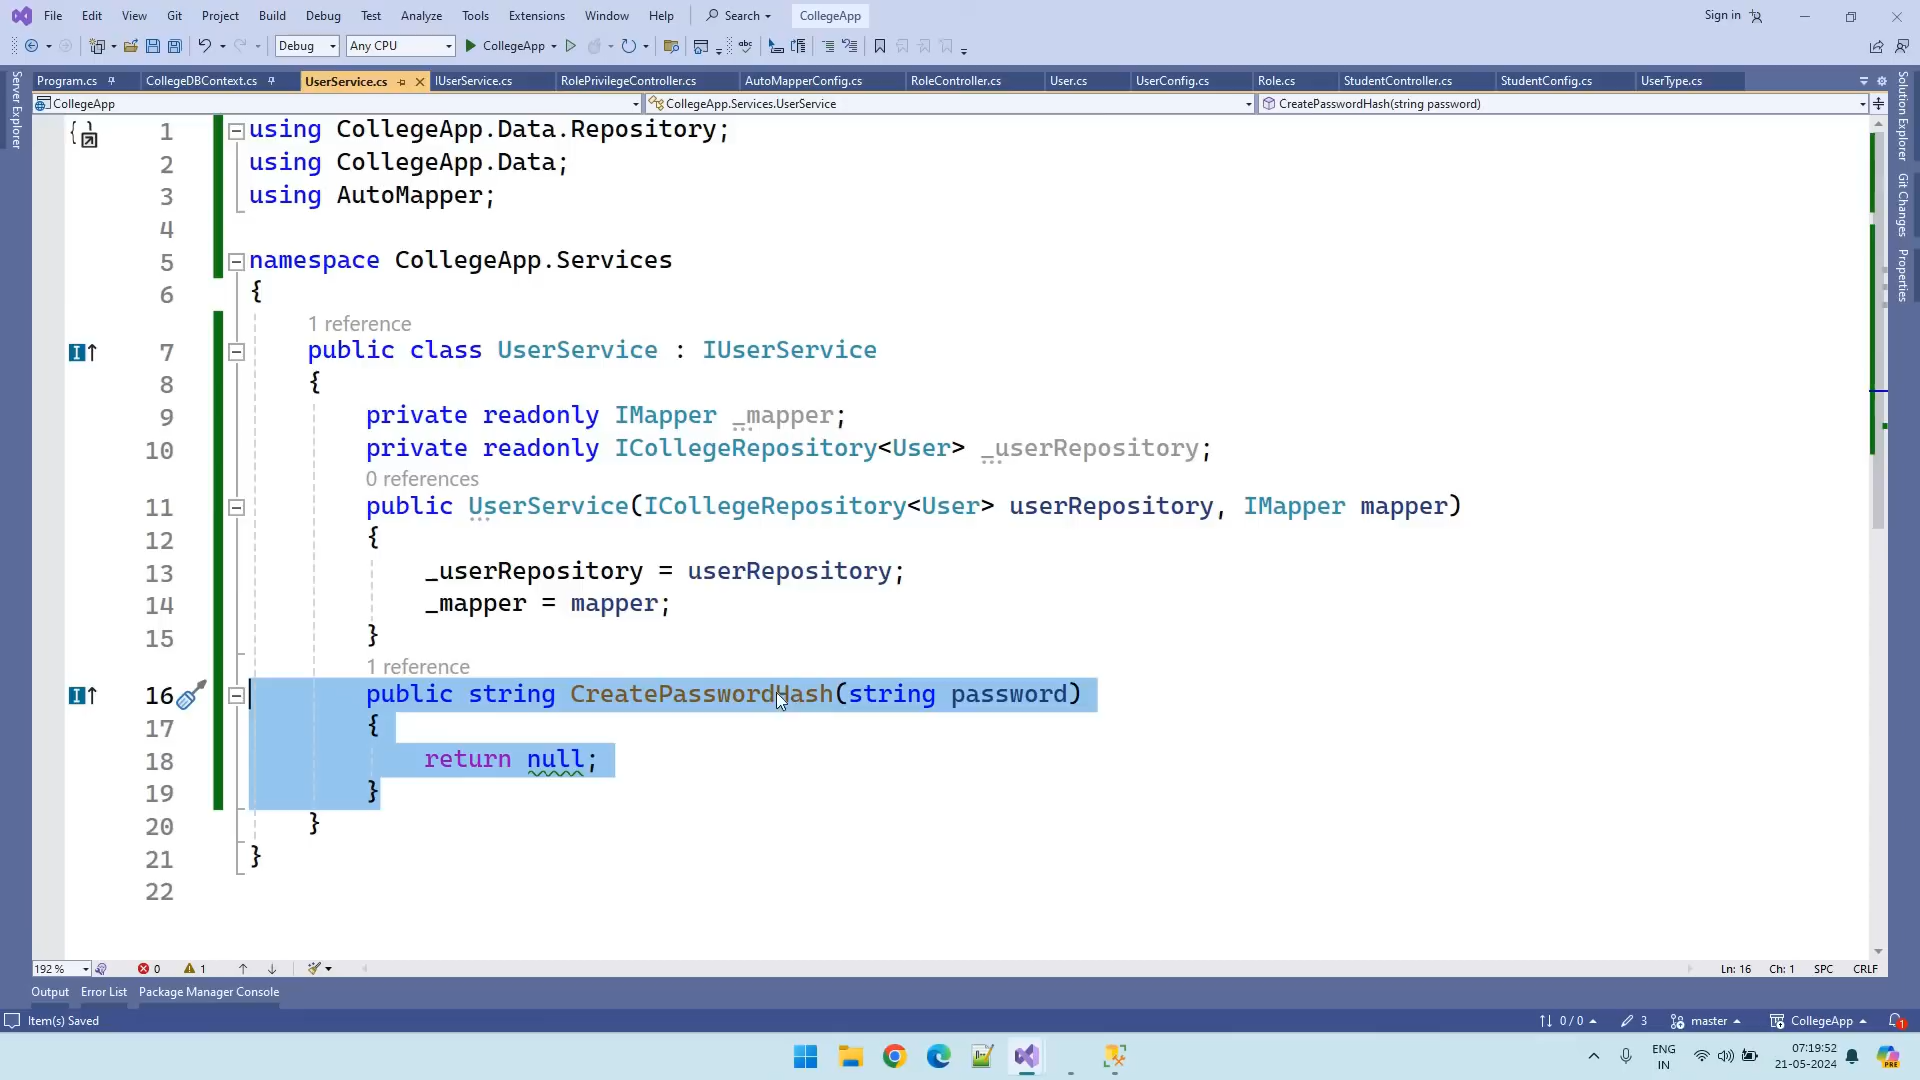 File Edit View Git Project Build Debug Test Analyze Tools Extensions Window Help Search CollegeApp Sign in
Debug Any CPU CollegeApp
Program.cs CollegeDBContext.cs UserService.cs IUserService.cs RolePrivilegeController.cs AutoMapperConfig.cs RoleController.cs User.cs UserConfig.cs Role.cs StudentController.cs StudentConfig.cs UserType.cs
CollegeApp CollegeApp.Services.UserService CreatePasswordHash(string password)
Server Explorer
Solution Explorer
Git Changes
Properties
1 using CollegeApp.Data.Repository;
2 using CollegeApp.Data;
3 using AutoMapper;
4
5 namespace CollegeApp.Services
6 {
1 reference
7 public class UserService : IUserService
8 {
9 private readonly IMapper _mapper;
10 private readonly ICollegeRepository<User> _userRepository;
0 references
11 public UserService(ICollegeRepository<User> userRepository, IMapper mapper)
12 {
13 _userRepository = userRepository;
14 _mapper = mapper;
15 }
1 reference
16 public string CreatePasswordHash(string password)
17 {
18 return null;
19 }
20 }
21 }
22
192 % 0 1 Ln: 16 Ch: 1 SPC CRLF
Output Error List Package Manager Console
Item(s) Saved 0 / 0 3 master CollegeApp 1
ENG IN 07:19:52
21-05-2024
PRE